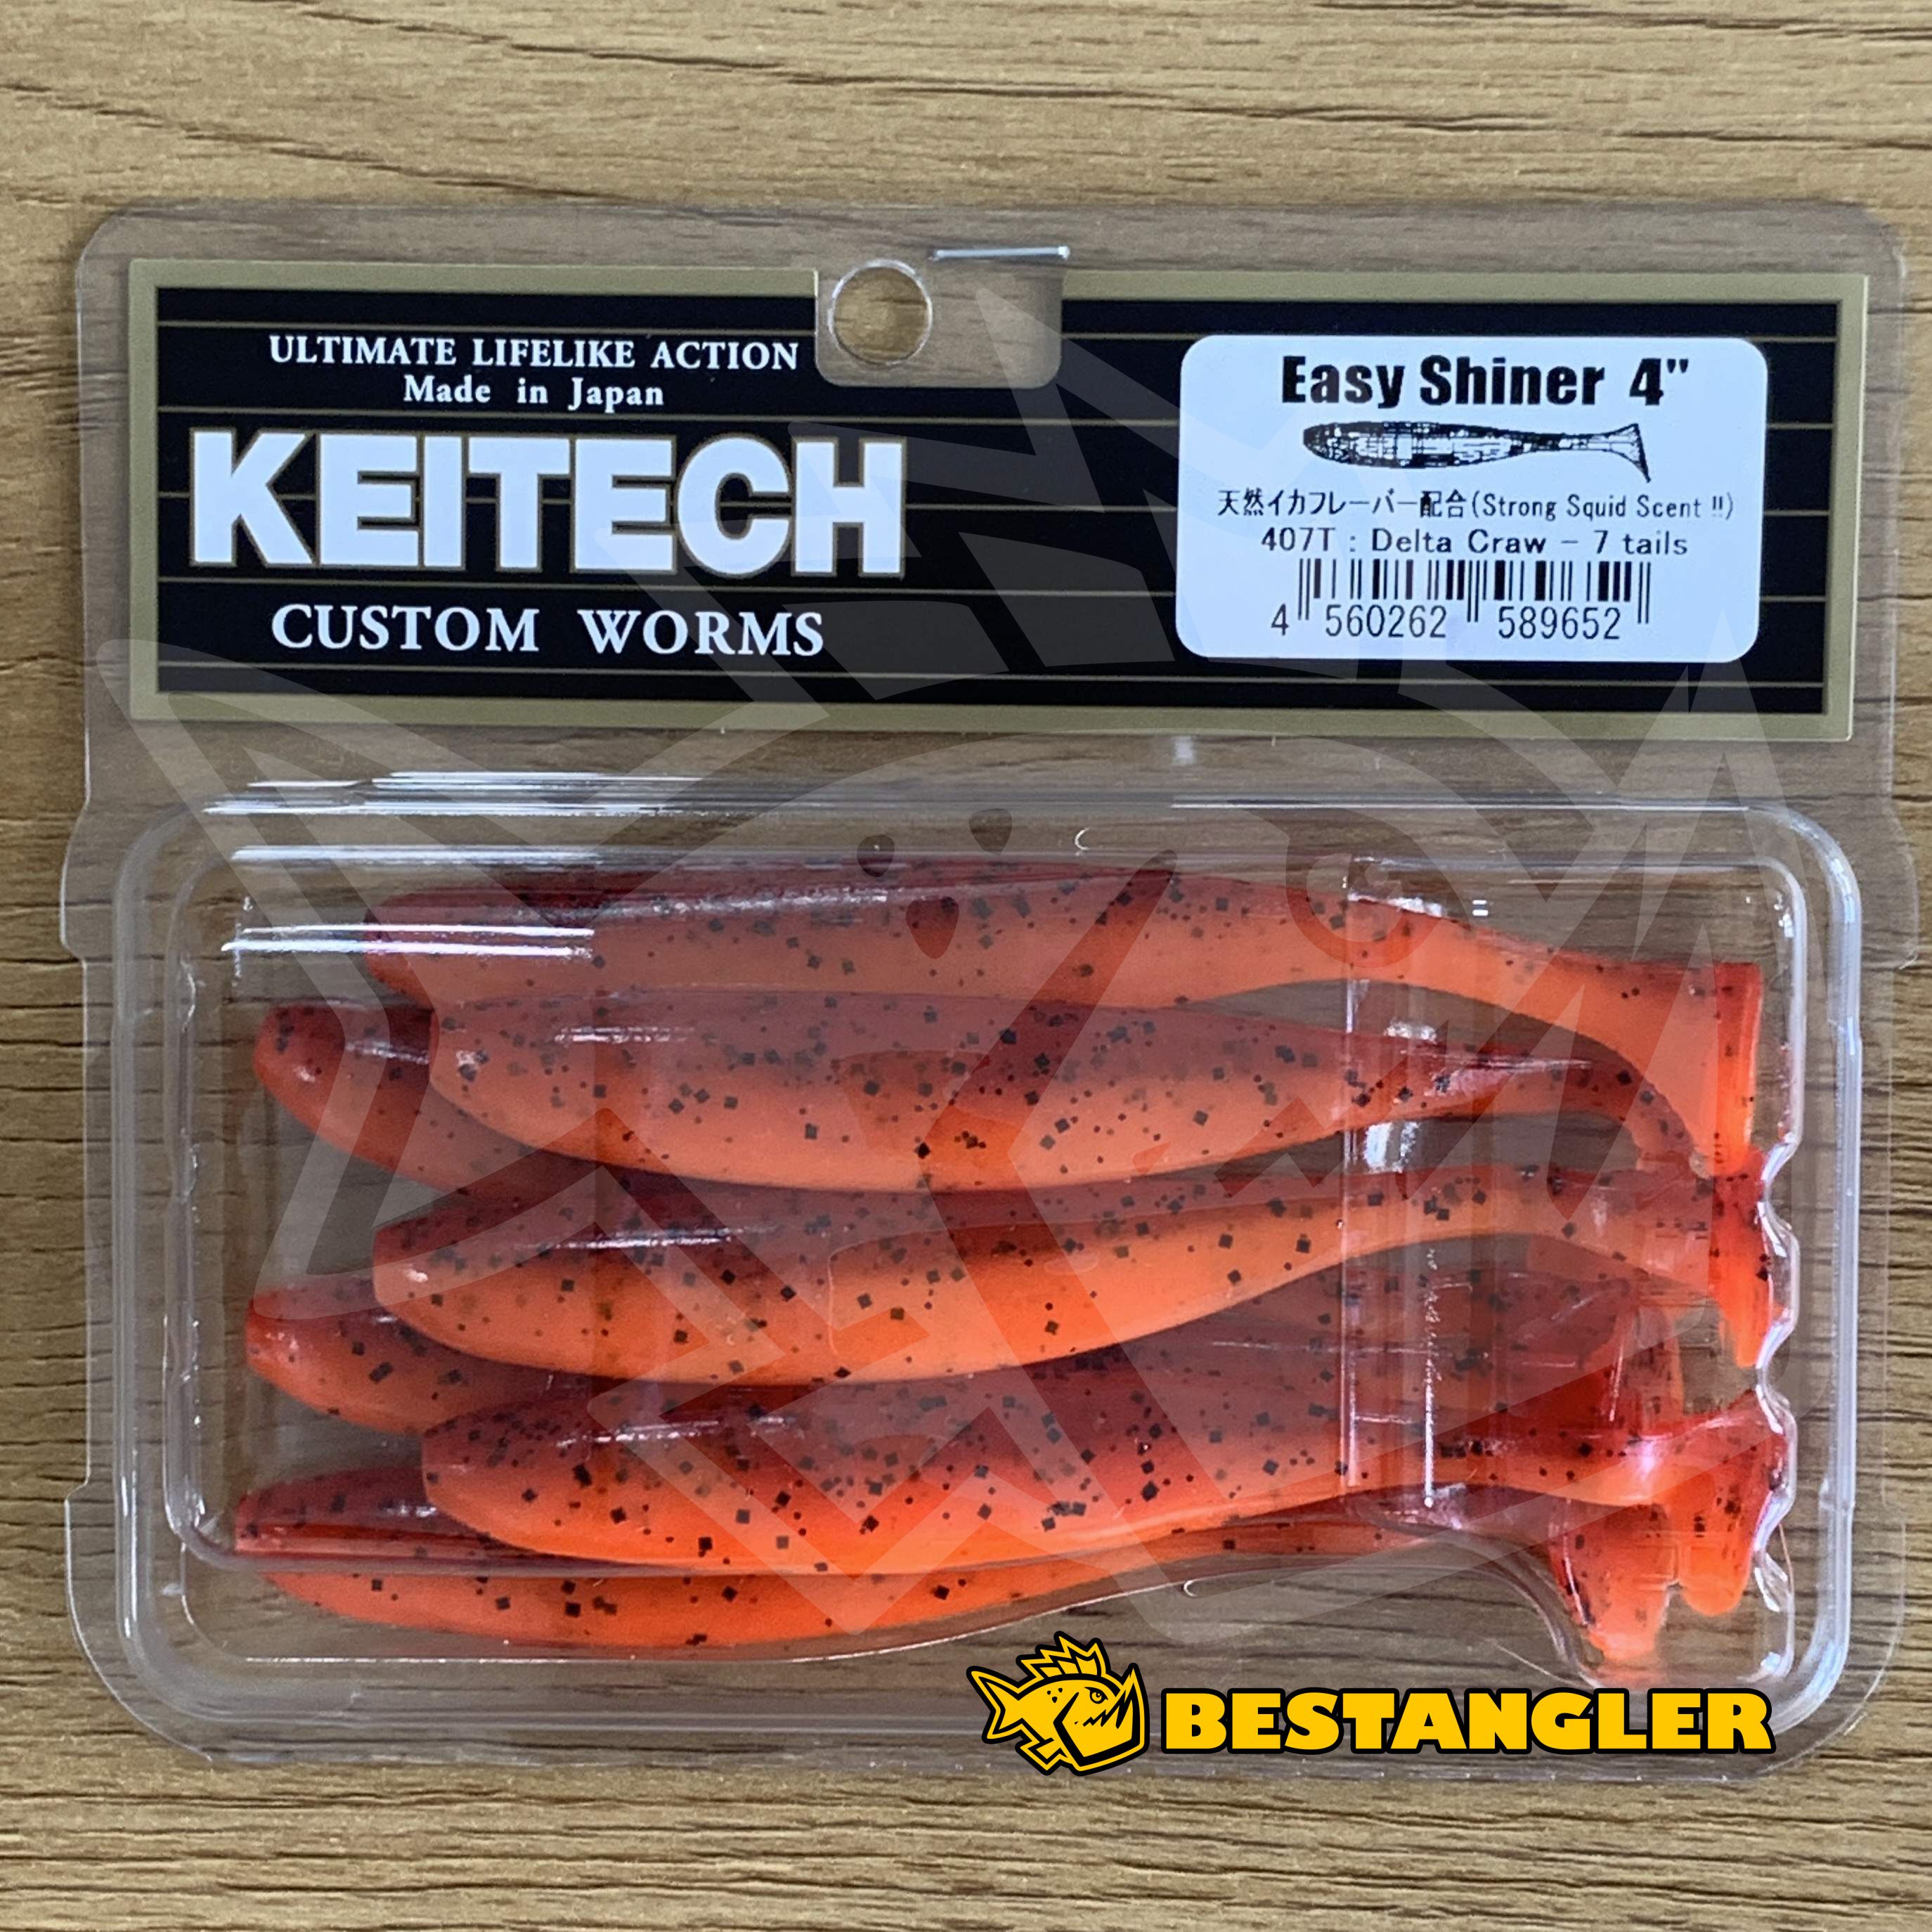 ULTIMATE LIFELIKE ACTION
Made in Japan
KEITECH
CUSTOM WORMS
Easy Shiner 4"
天然イカフレーバー配合(Strong Squid Scent !!)
407T : Delta Craw - 7 tails
4 560262 589652
BESTANGLER